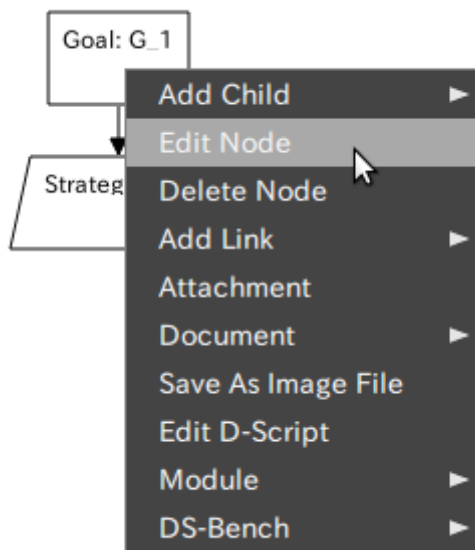 Goal: G_1
Strateg
Add Child
Edit Node
Delete Node
Add Link
Attachment
Document
Save As Image File
Edit D-Script
Module
DS-Bench